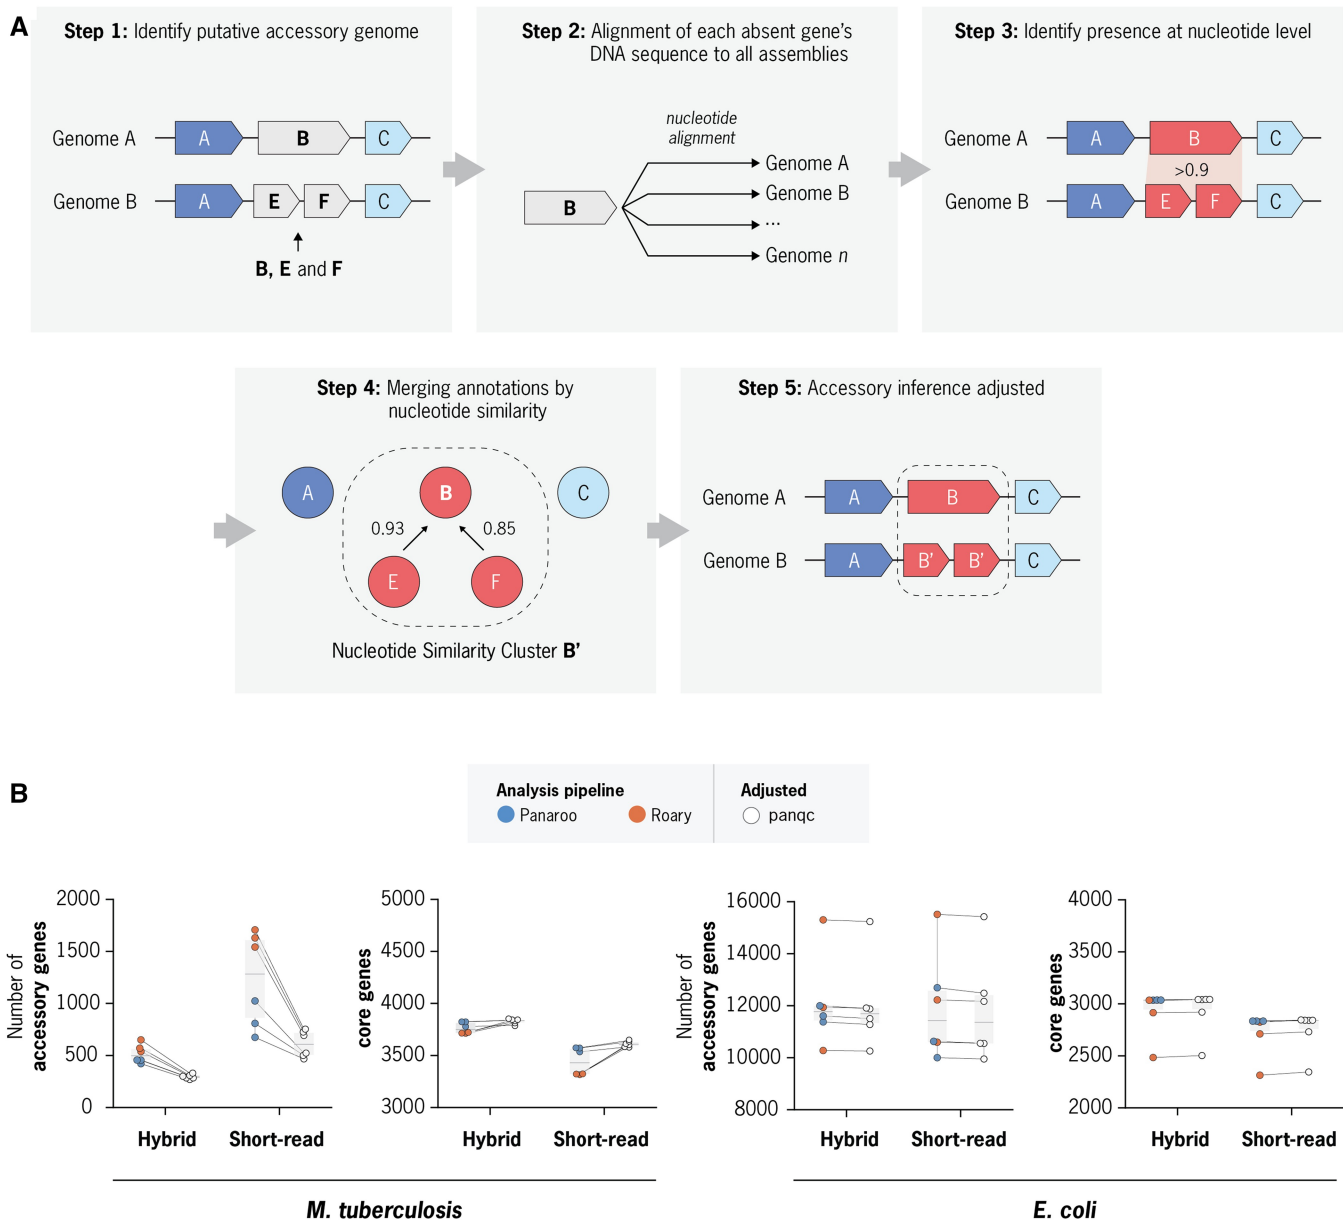 A
Step 1: Identify putative accessory genome
Genome A
A
B
C
Genome B
A
E
F
C
B, E and F
Step 2: Alignment of each absent gene's
DNA sequence to all assemblies
nucleotide
alignment
B
Genome A
Genome B
...
Genome n
Step 3: Identify presence at nucleotide level
Genome A
A
B
C
>0.9
Genome B
A
E
F
C
Step 4: Merging annotations by
nucleotide similarity
A
B
C
0.93
0.85
E
F
Nucleotide Similarity Cluster B'
Step 5: Accessory inference adjusted
Genome A
A
B
C
Genome B
A
B'
B'
C
B
Analysis pipeline
Panaroo
Roary
Adjusted
panqc
Number of
accessory genes
2000
1500
1000
500
0
Hybrid
Short-read
core genes
5000
4500
4000
3500
3000
Hybrid
Short-read
M. tuberculosis
Number of
accessory genes
16000
14000
12000
10000
8000
Hybrid
Short-read
core genes
4000
3000
2500
2000
Hybrid
Short-read
E. coli